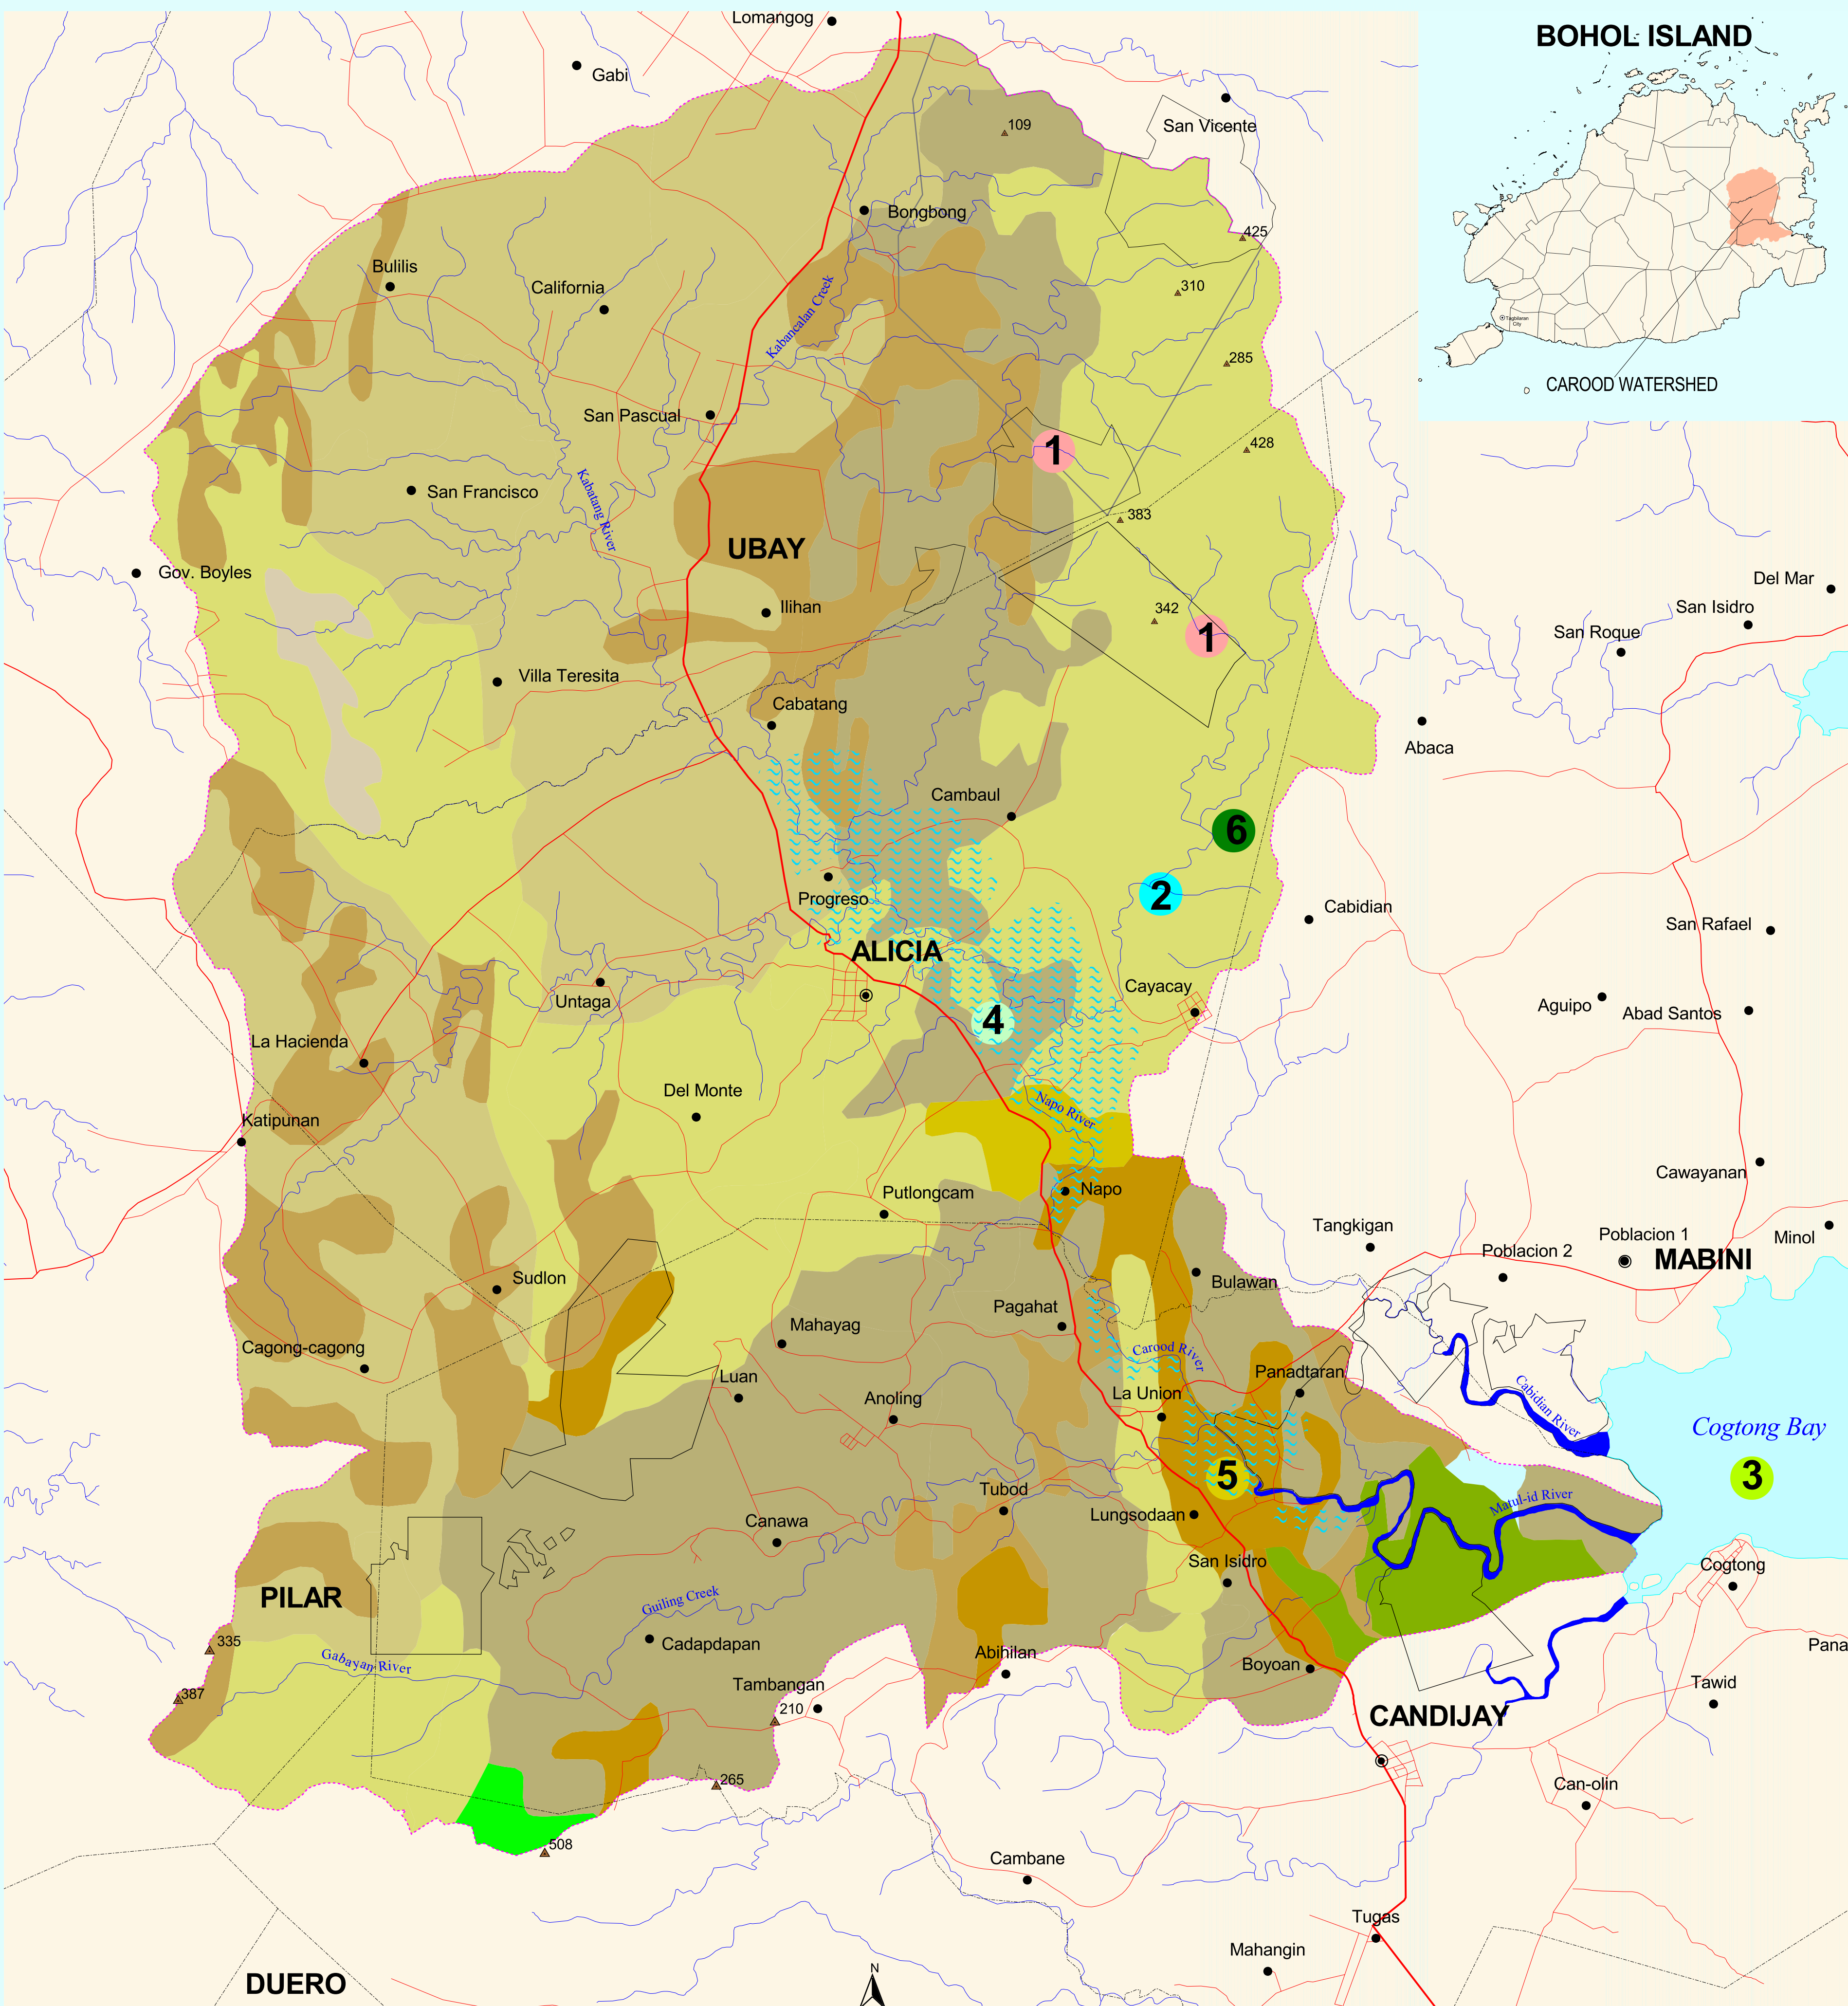 Lomangog
BOHOL ISLAND
Gabi
San Vicente
109
Bongbong
425
Bulilis
California
Kabancalan Creek
310
Tagbilaran
City
285
CAROOD WATERSHED
San Pascual
1
428
San Francisco
Kabatang River
383
UBAY
Gov. Boyles
Ilihan
342
1
Del Mar
San Isidro
San Roque
Villa Teresita
Cabatang
Abaca
Cambaul
6
Progreso
2
Cabidian
San Rafael
ALICIA
Untaga
Cayacay
Aguipo
Abad Santos
4
La Hacienda
Del Monte
Napo River
Katipunan
Cawayanan
Putlongcam
Napo
Tangkigan
Poblacion 1
Minol
Poblacion 2
MABINI
Sudlon
Bulawan
Pagahat
Mahayag
Cagong-cagong
Carood River
Luan
Panadtaran
La Union
Anoling
Cabidian River
Cogtong Bay
5
3
Tubod
Matul-id River
Canawa
Lungsodaan
San Isidro
Cogtong
PILAR
Guiling Creek
335
Cadapdapan
Gabayan River
Abihilan
Boyoan
Pana
387
Tambangan
210
Tawid
CANDIJAY
265
Can-olin
508
Cambane
Tugas
Mahangin
N
DUERO